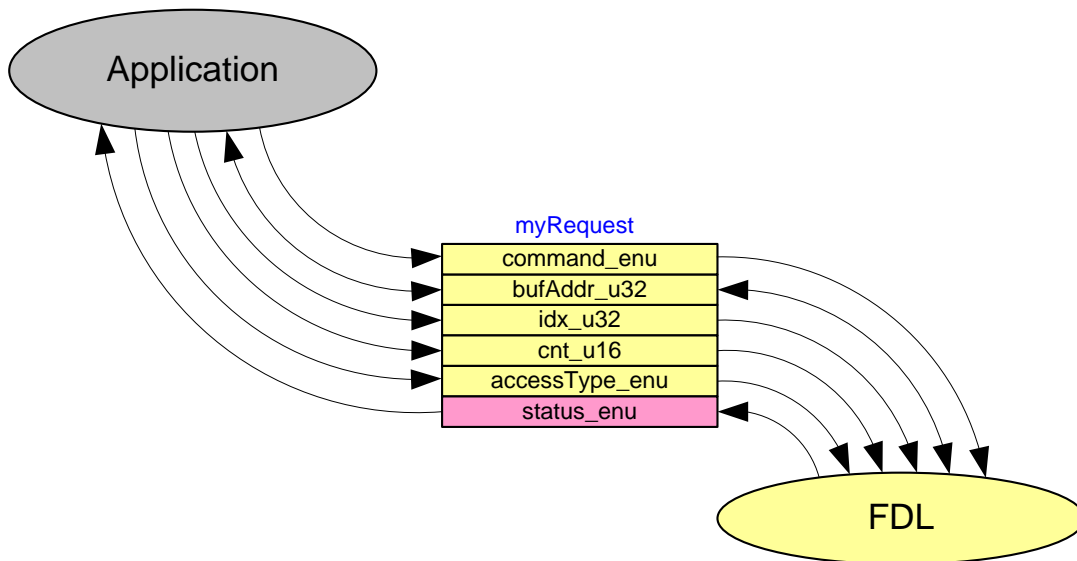 Application
myRequest
command_enu
bufAddr_u32
idx_u32
cnt_u16
accessType_enu
status_enu
FDL